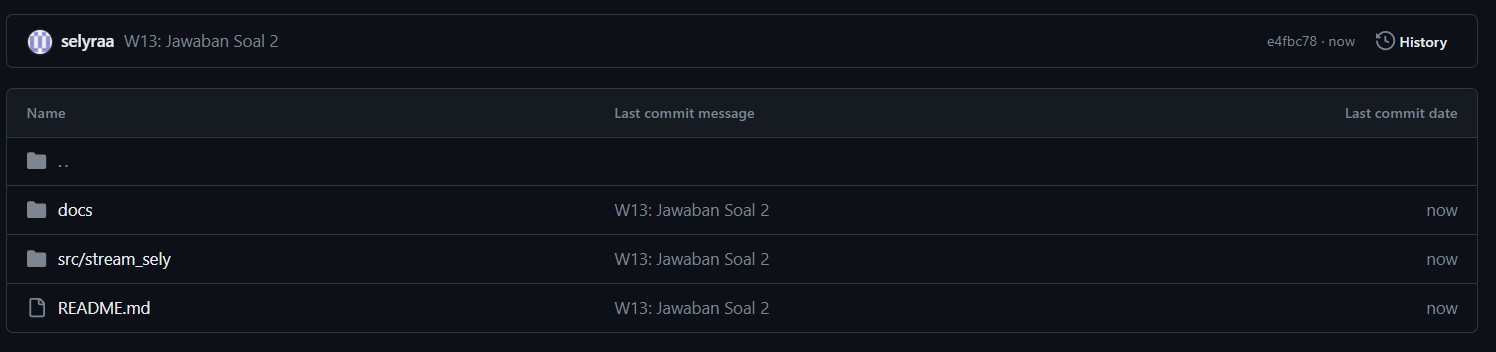 selyraa W13: Jawaban Soal 2 e4fbc78 · now History
Name Last commit message Last commit date
..
docs W13: Jawaban Soal 2 now
src/stream_sely W13: Jawaban Soal 2 now
README.md W13: Jawaban Soal 2 now